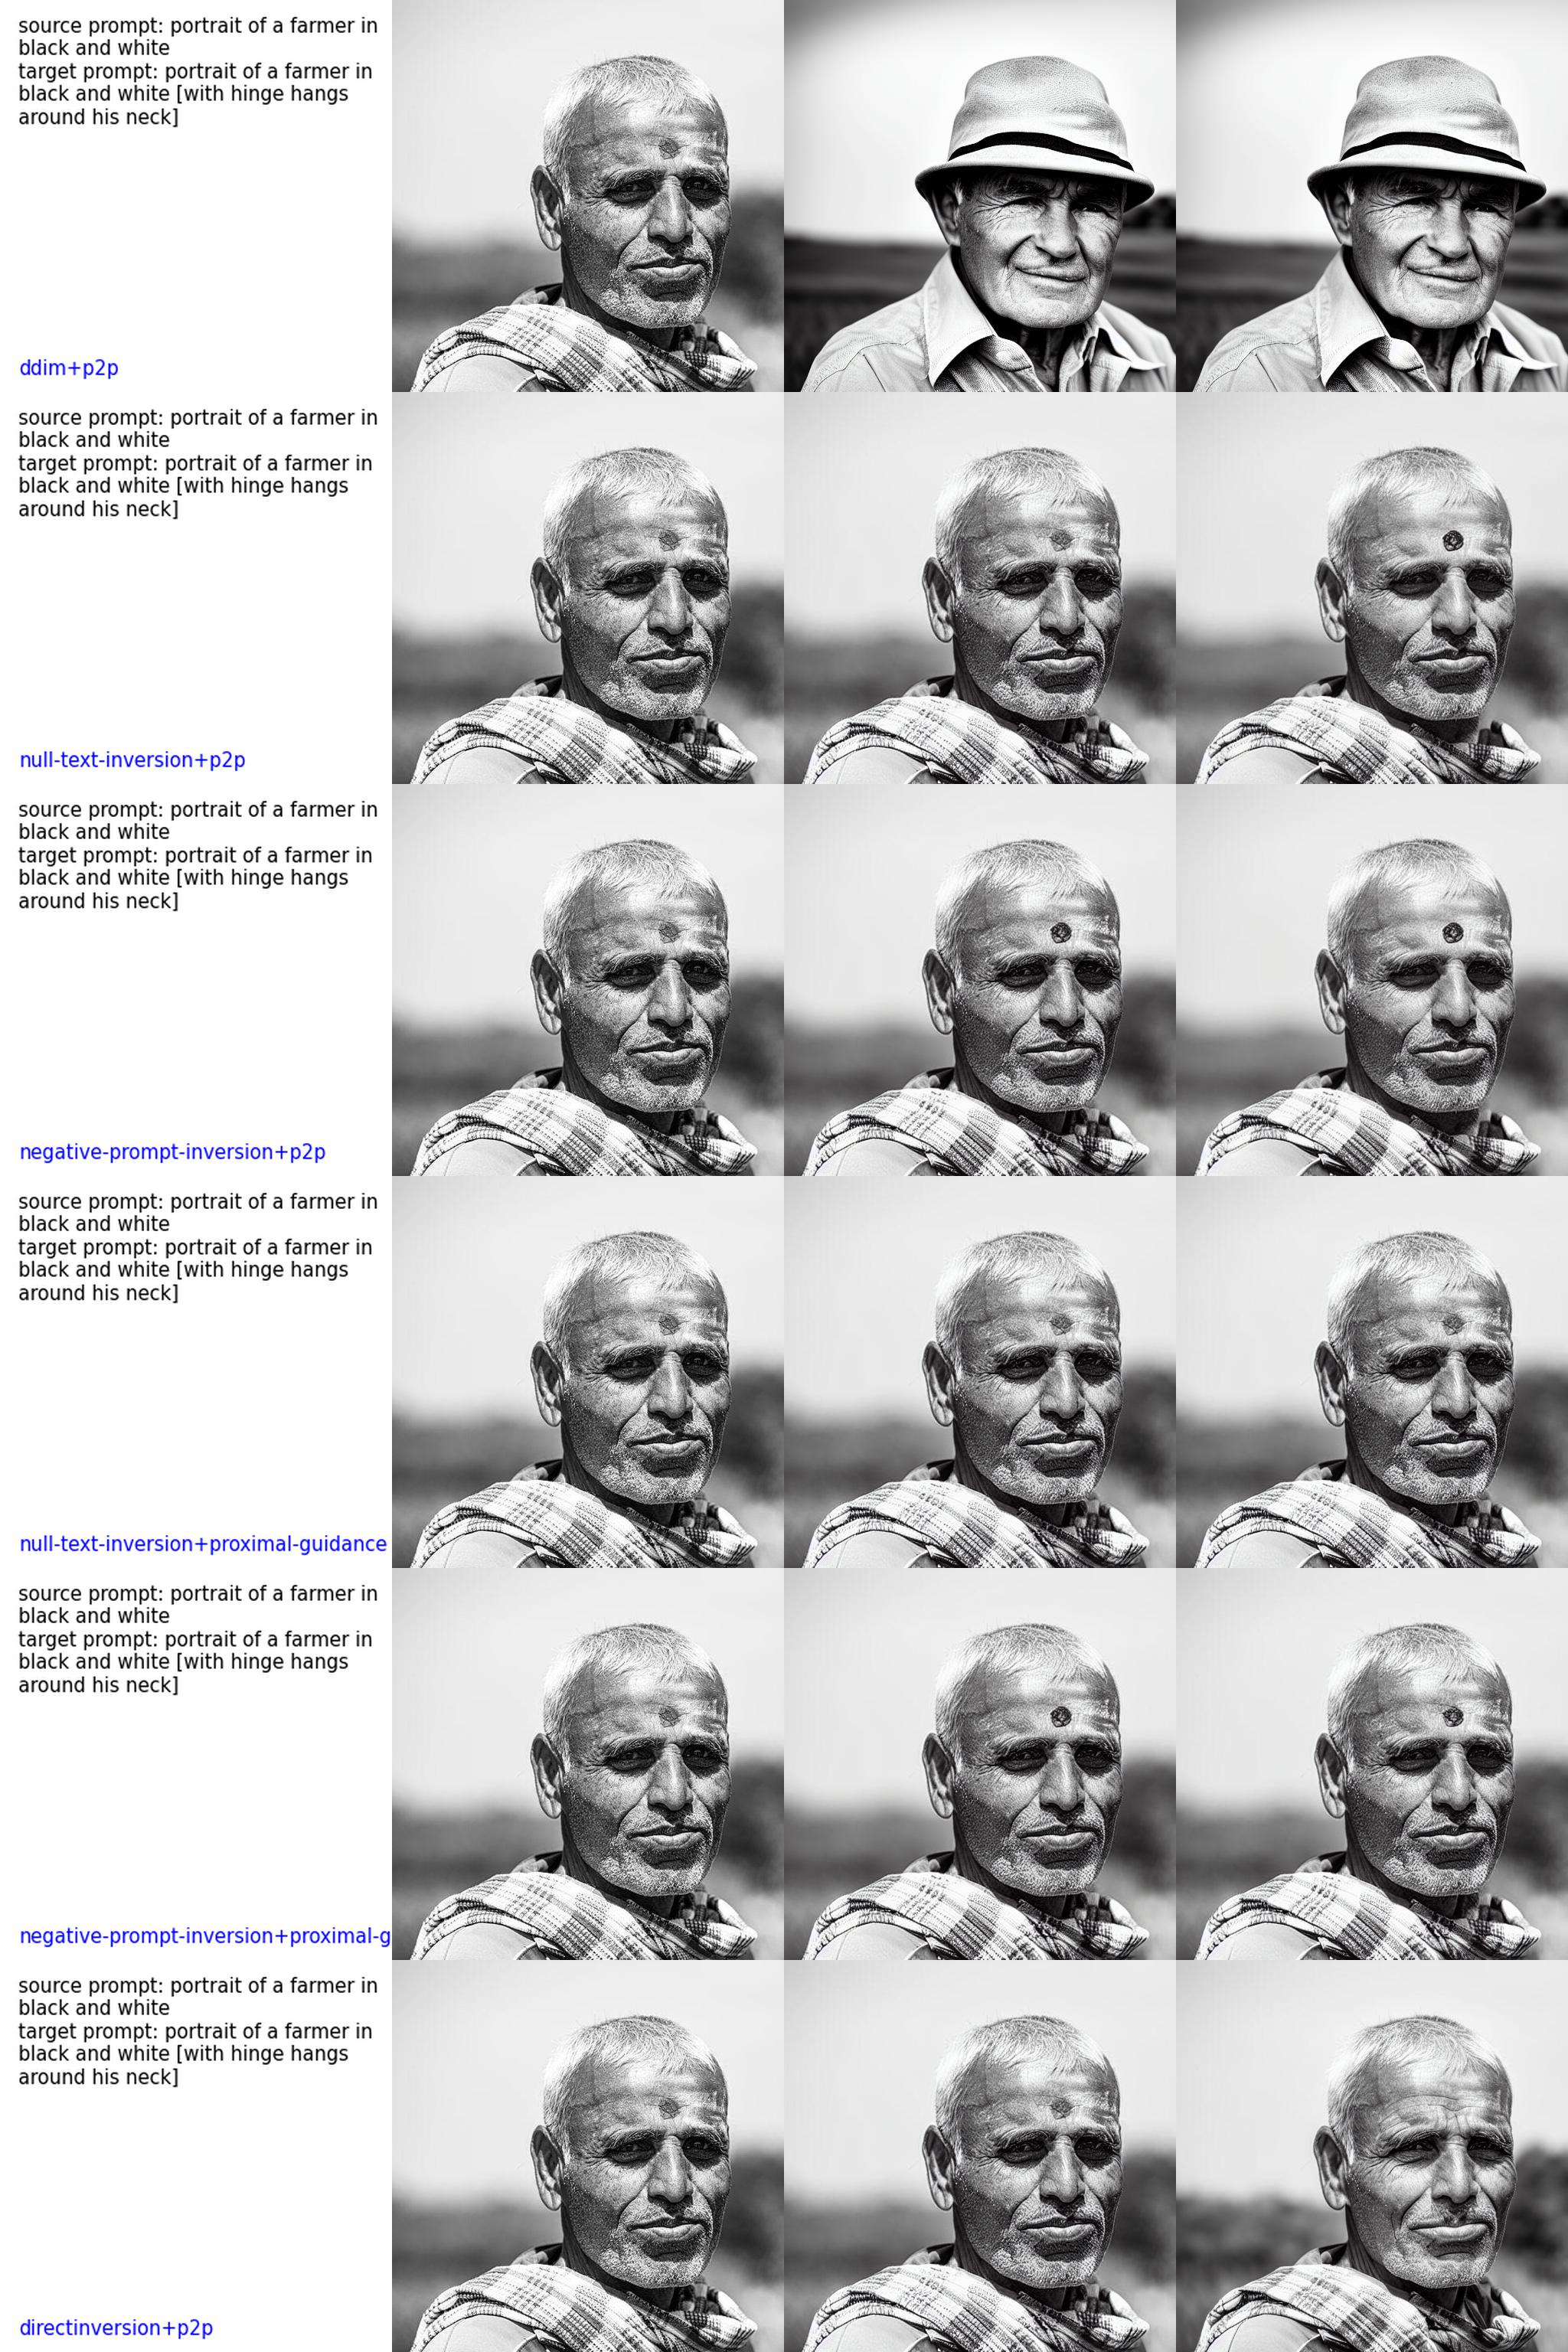 source prompt: portrait of a farmer in
black and white
target prompt: portrait of a farmer in
black and white [with hinge hangs
around his neck]
ddim+p2p
source prompt: portrait of a farmer in
black and white
target prompt: portrait of a farmer in
black and white [with hinge hangs
around his neck]
null-text-inversion+p2p
source prompt: portrait of a farmer in
black and white
target prompt: portrait of a farmer in
black and white [with hinge hangs
around his neck]
negative-prompt-inversion+p2p
source prompt: portrait of a farmer in
black and white
target prompt: portrait of a farmer in
black and white [with hinge hangs
around his neck]
null-text-inversion+proximal-guidance
source prompt: portrait of a farmer in
black and white
target prompt: portrait of a farmer in
black and white [with hinge hangs
around his neck]
negative-prompt-inversion+proximal-g
source prompt: portrait of a farmer in
black and white
target prompt: portrait of a farmer in
black and white [with hinge hangs
around his neck]
directinversion+p2p